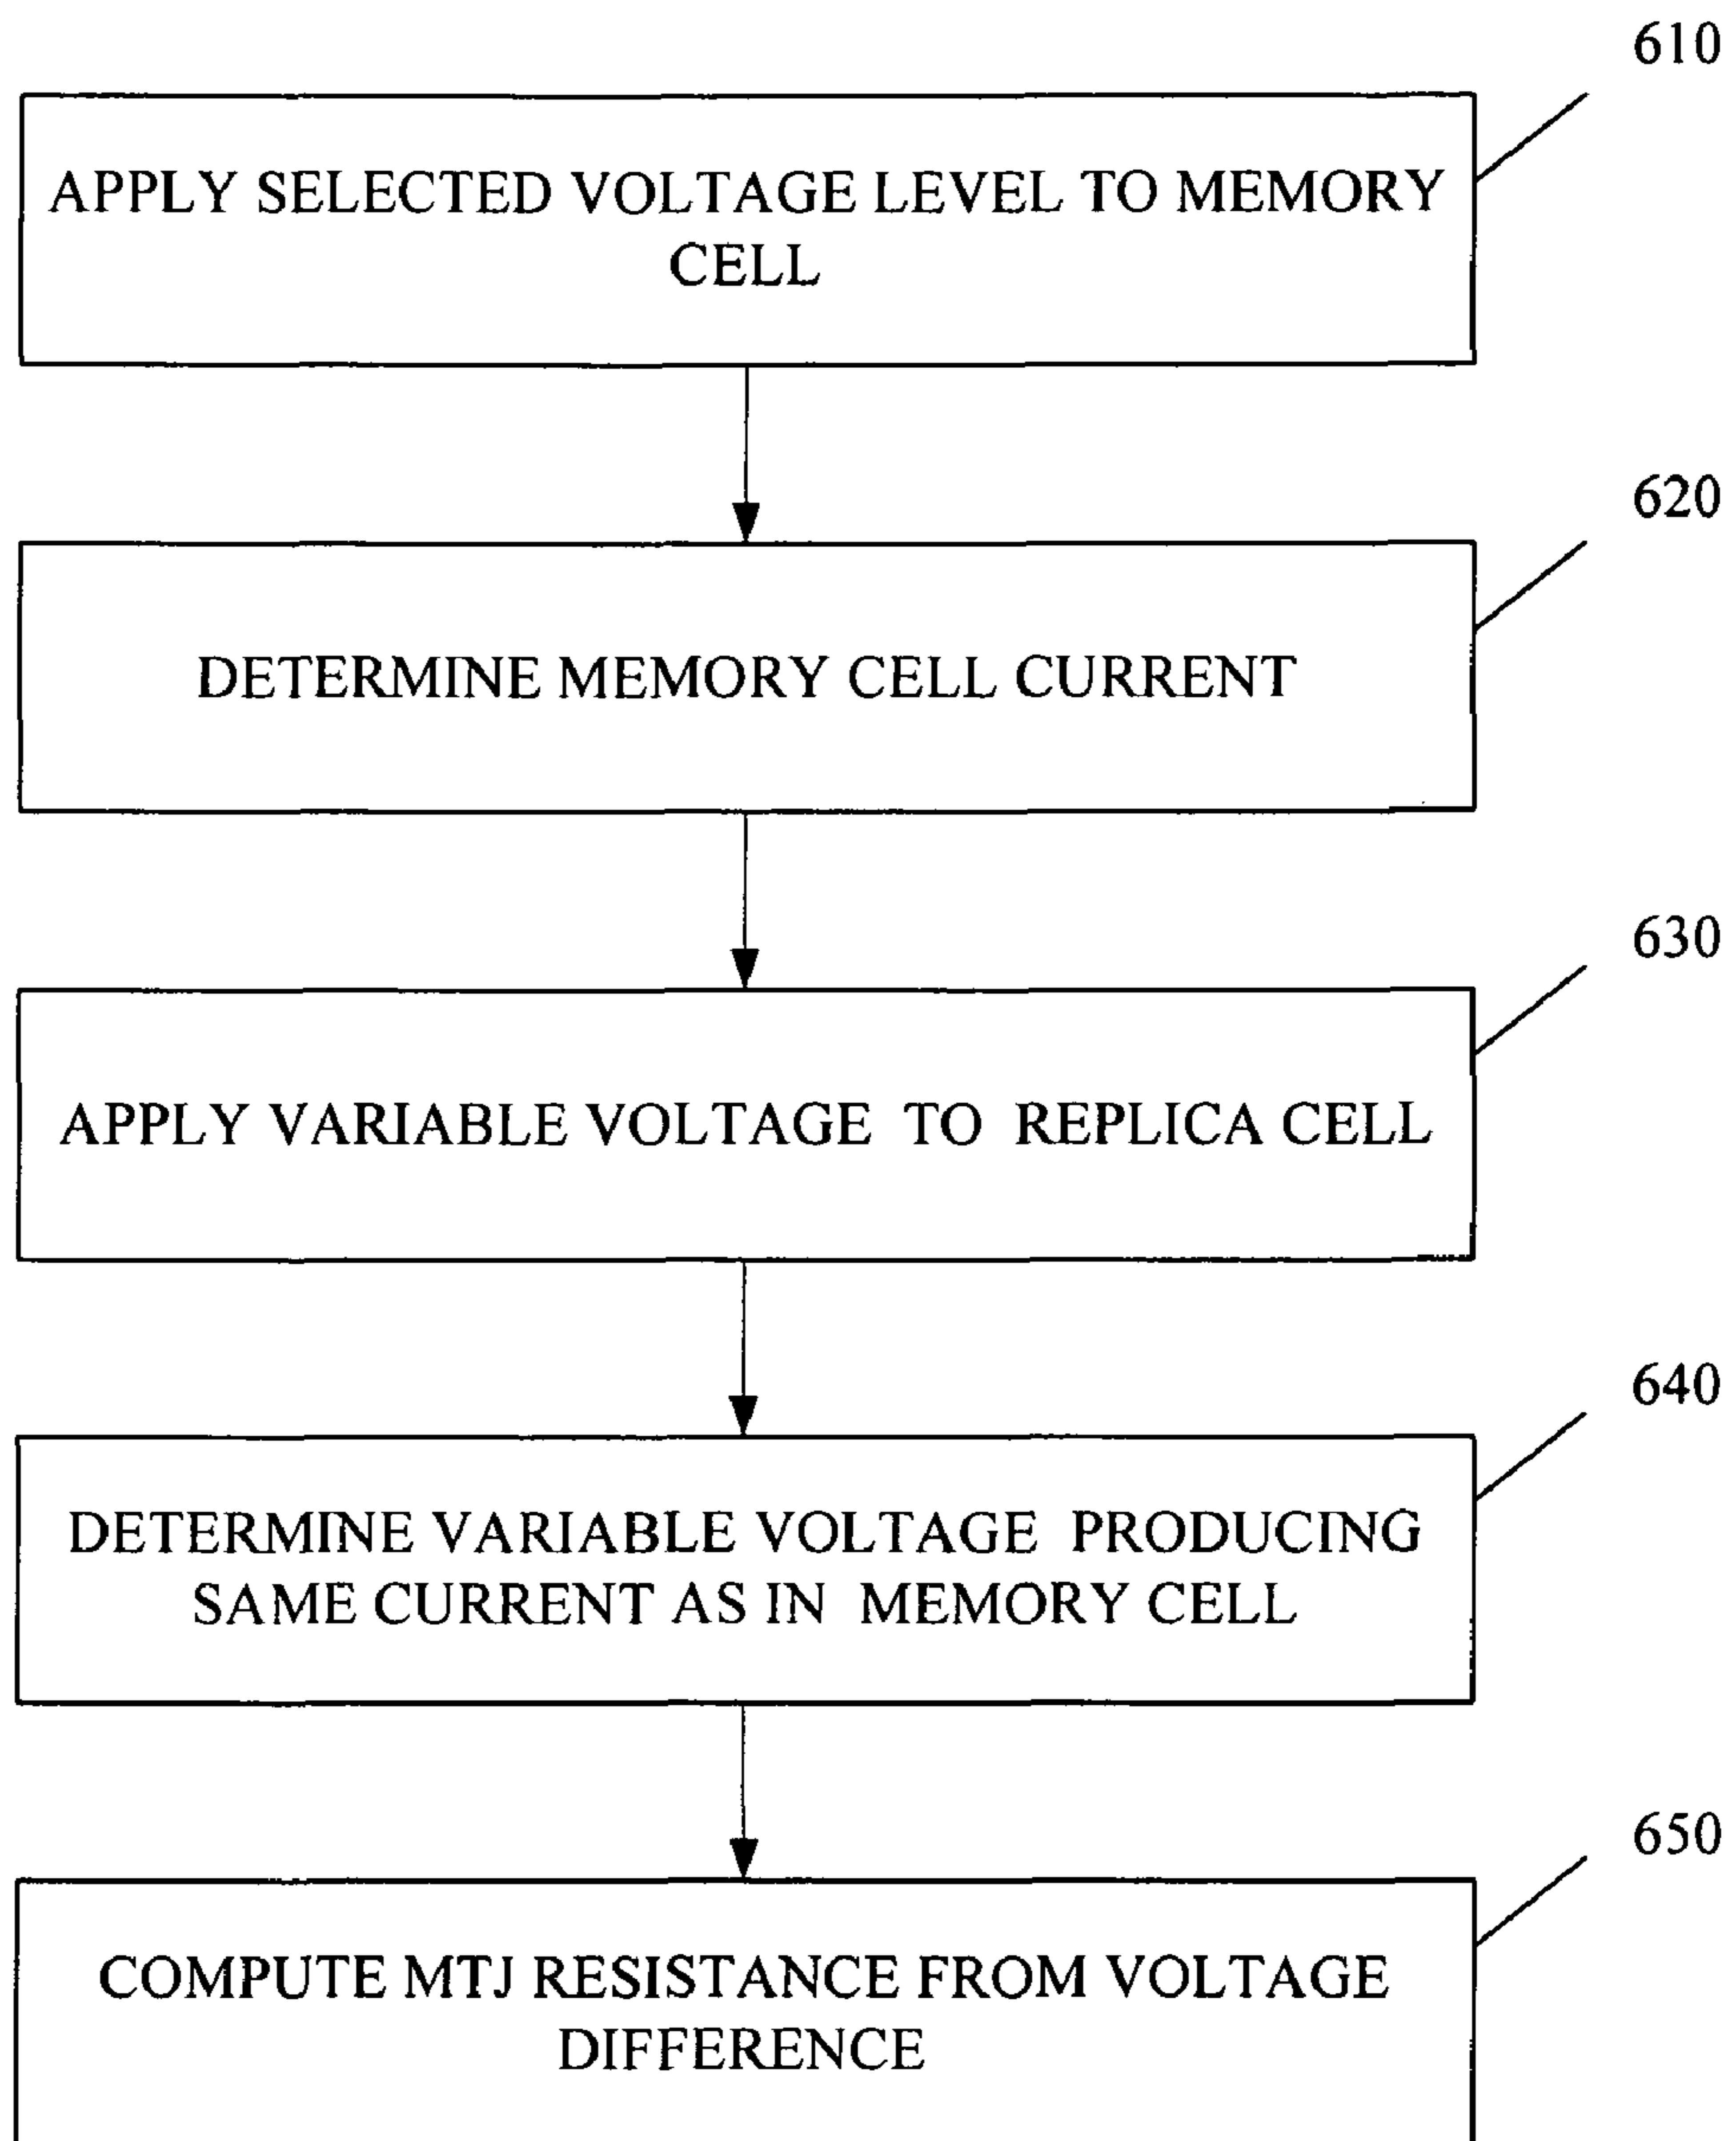 610
APPLY SELECTED VOLTAGE LEVEL TO MEMORY
CELL
620
DETERMINE MEMORY CELL CURRENT
630
APPLY VARIABLE VOLTAGE TO REPLICA CELL
640
DETERMINE VARIABLE VOLTAGE PRODUCING
SAME CURRENT AS IN MEMORY CELL
650
COMPUTE MTJ RESISTANCE FROM VOLTAGE
DIFFERENCE